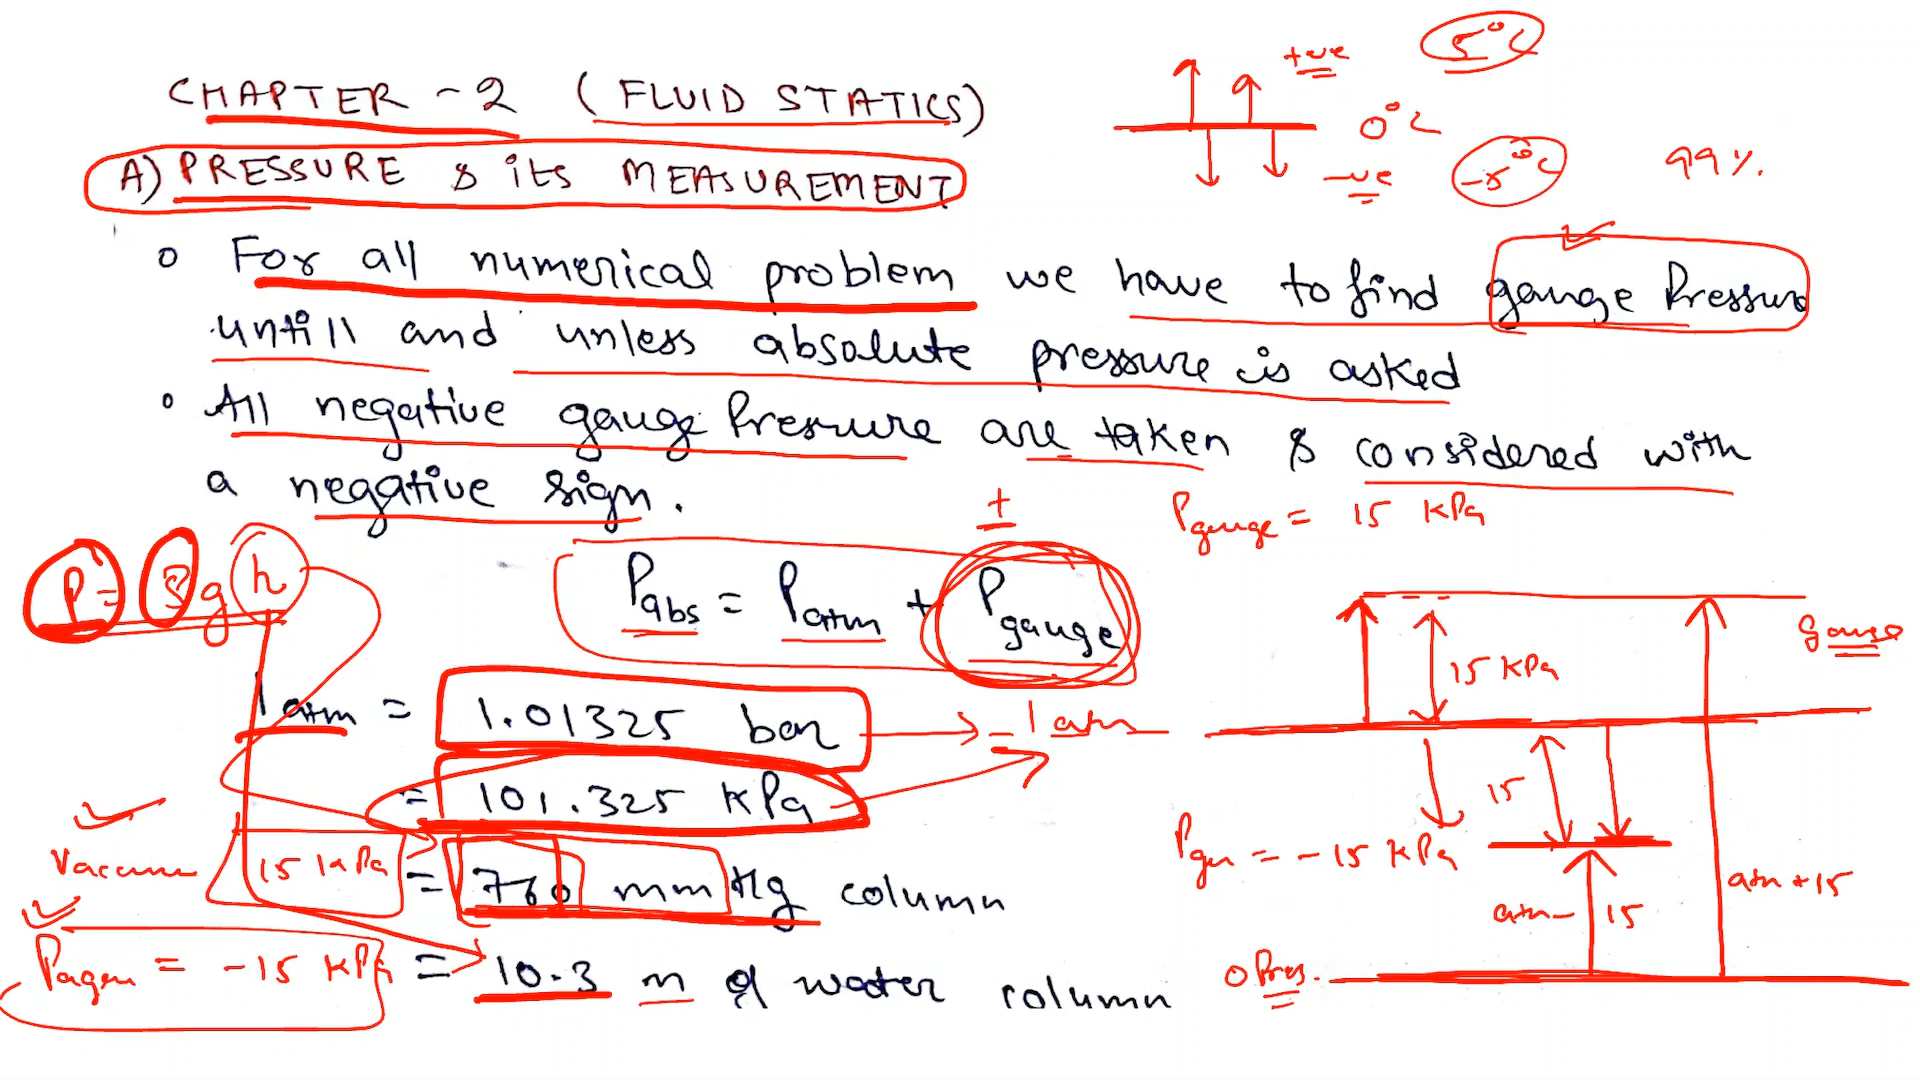 CHAPTER - 2 (FLUID STATICS)
A) PRESSURE & its MEASUREMENT
+ve
5°C
0°C
-ve
-5°C
99%.
For all numerical problem we have to find gauge Pressure
untill and unless absolute pressure is asked
All negative gauge Pressure are taken & considered with
a negative sign.
Pgauge = 15 KPa
±
P = ρgh
Pabs = Patm + Pgauge
1 atm = 1.01325 bar → 1 atm
= 101.325 KPa
Vacuum 15 KPa
= 760 mm Hg column
= -15 KPa
= 10.3 m of water column
gauge
15 KPa
15
= -15 KPa
atm - 15
atm + 15
0 Pres.